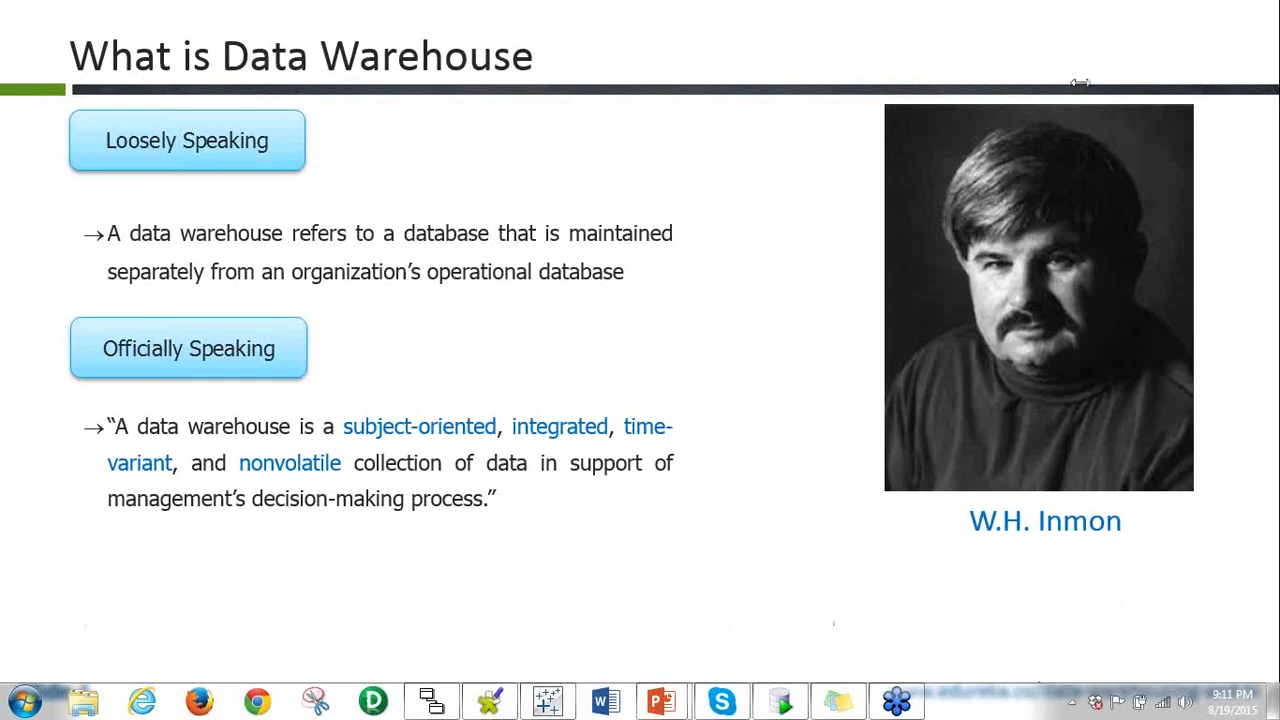 What is Data Warehouse
Loosely Speaking
→A data warehouse refers to a database that is maintained
separately from an organization’s operational database
Officially Speaking
→“A data warehouse is a subject-oriented, integrated, time-
variant, and nonvolatile collection of data in support of
management’s decision-making process.”
W.H. Inmon
9:11 PM
8/19/2015